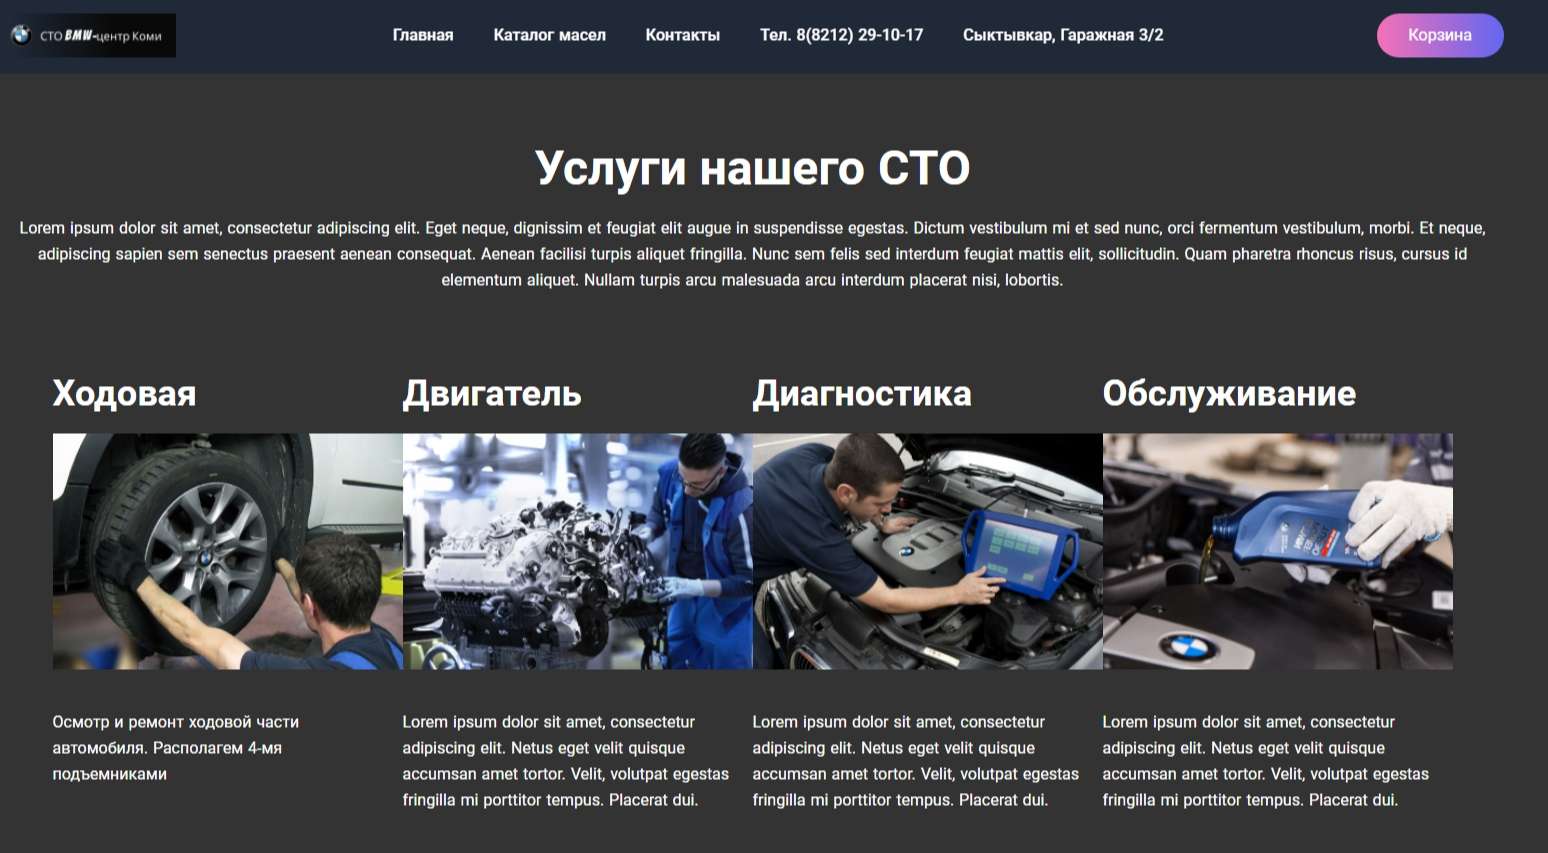 СТО BMW-центр Коми
Главная Каталог масел Контакты Тел. 8(8212) 29-10-17 Сыктывкар, Гаражная 3/2 Корзина
Услуги нашего СТО
Lorem ipsum dolor sit amet, consectetur adipiscing elit. Eget neque, dignissim et feugiat elit augue in suspendisse egestas. Dictum vestibulum mi et sed nunc, orci fermentum vestibulum, morbi. Et neque,
adipiscing sapien sem senectus praesent aenean consequat. Aenean facilisi turpis aliquet fringilla. Nunc sem felis sed interdum feugiat mattis elit, sollicitudin. Quam pharetra rhoncus risus, cursus id
elementum aliquet. Nullam turpis arcu malesuada arcu interdum placerat nisi, lobortis.
Ходовая
Осмотр и ремонт ходовой части
автомобиля. Располагем 4-мя
подъемниками
Двигатель
Lorem ipsum dolor sit amet, consectetur
adipiscing elit. Netus eget velit quisque
accumsan amet tortor. Velit, volutpat egestas
fringilla mi porttitor tempus. Placerat dui.
Диагностика
Lorem ipsum dolor sit amet, consectetur
adipiscing elit. Netus eget velit quisque
accumsan amet tortor. Velit, volutpat egestas
fringilla mi porttitor tempus. Placerat dui.
Обслуживание
Lorem ipsum dolor sit amet, consectetur
adipiscing elit. Netus eget velit quisque
accumsan amet tortor. Velit, volutpat egestas
fringilla mi porttitor tempus. Placerat dui.